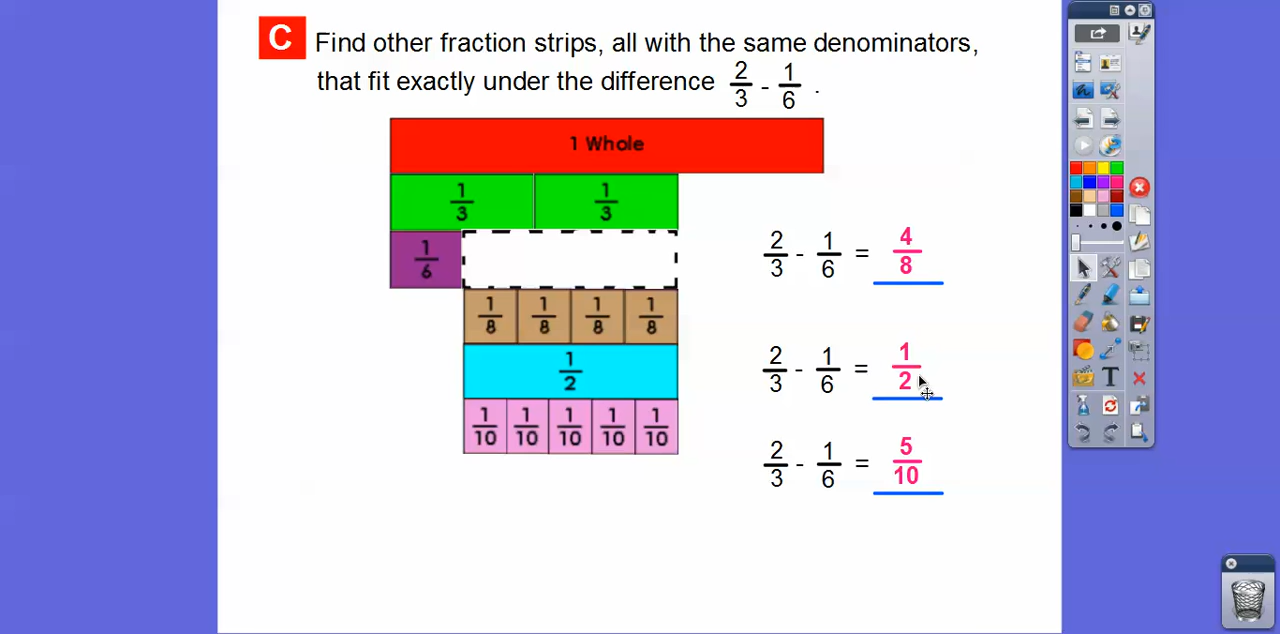 C Find other fraction strips, all with the same denominators,
that fit exactly under the difference 2/3 - 1/6 .
1 Whole
1/3 1/3
1/6
2/3 - 1/6 = 4/8
1/8 1/8 1/8 1/8
1/2
2/3 - 1/6 = 1/2
1/10 1/10 1/10 1/10 1/10
2/3 - 1/6 = 5/10
T